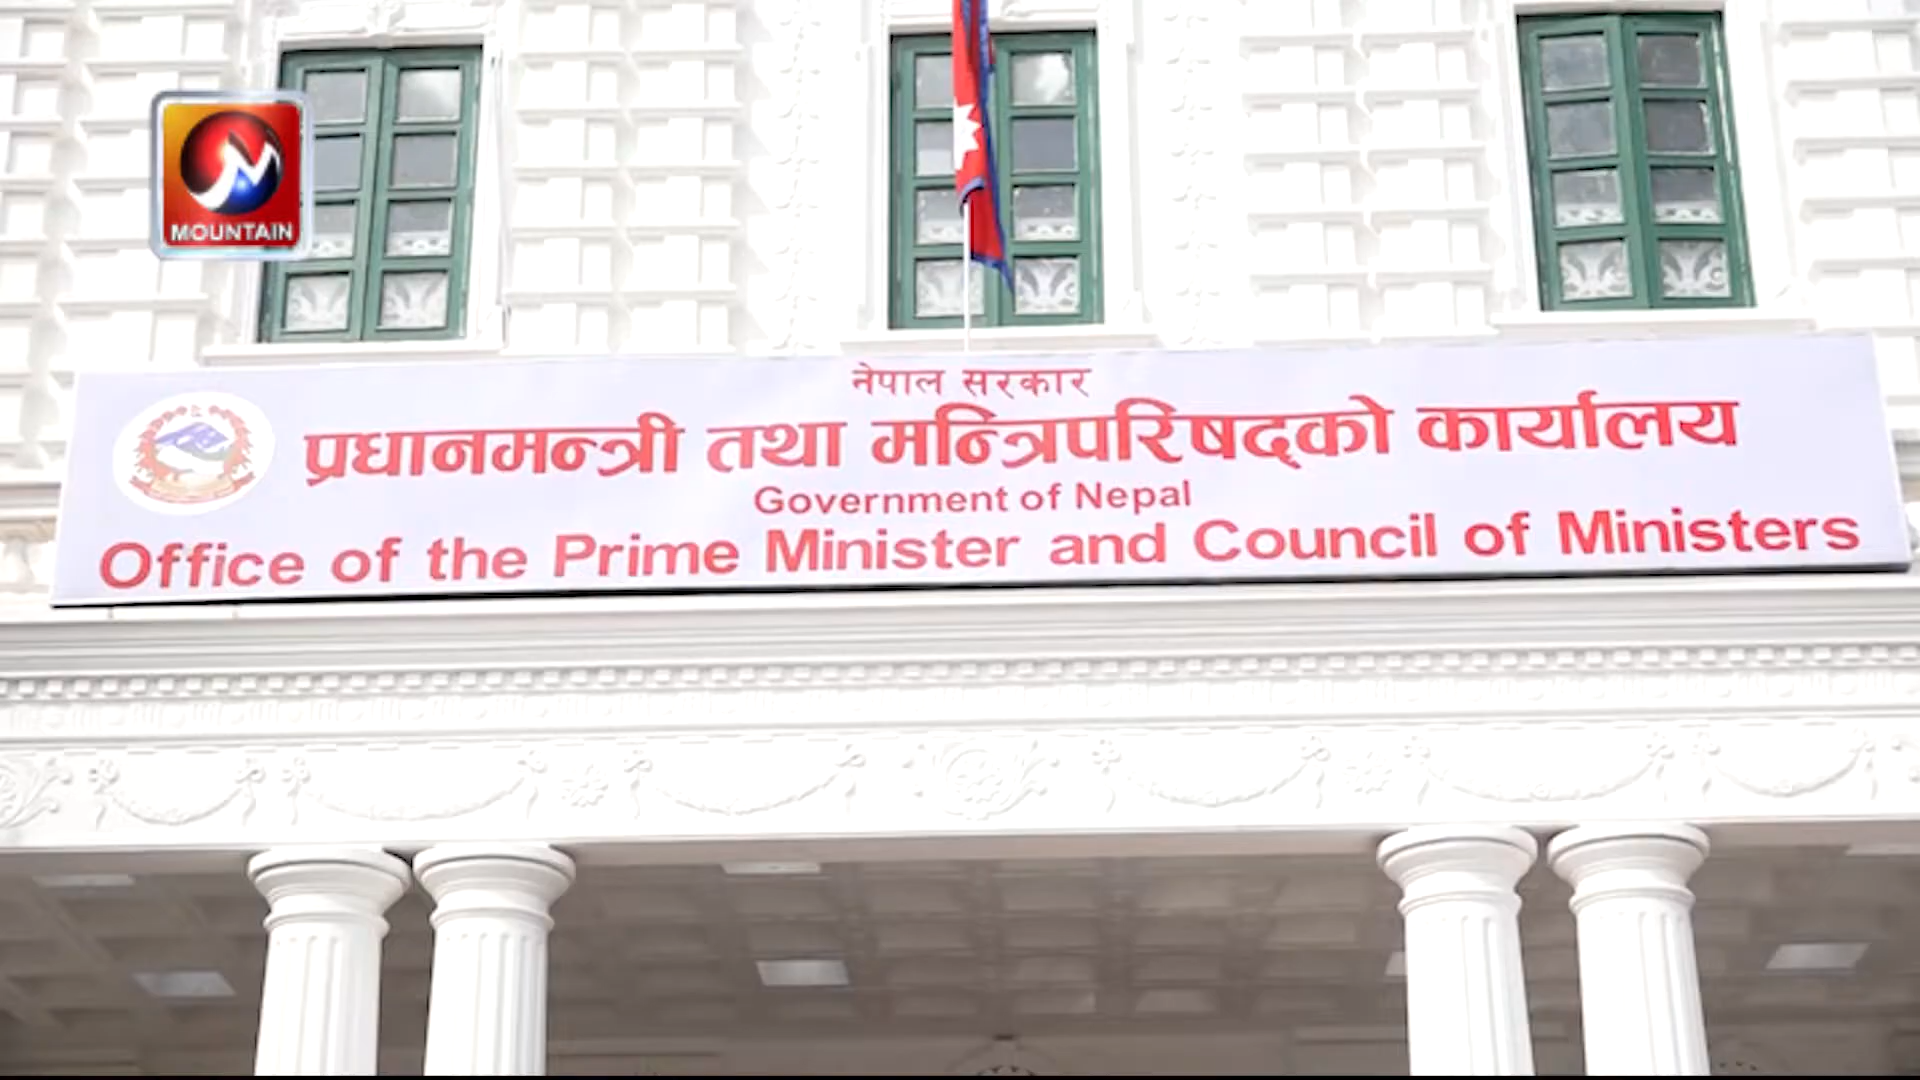 MOUNTAIN
नेपाल सरकार
प्रधानमन्त्री तथा मन्त्रिपरिषद्को कार्यालय
Government of Nepal
Office of the Prime Minister and Council of Ministers